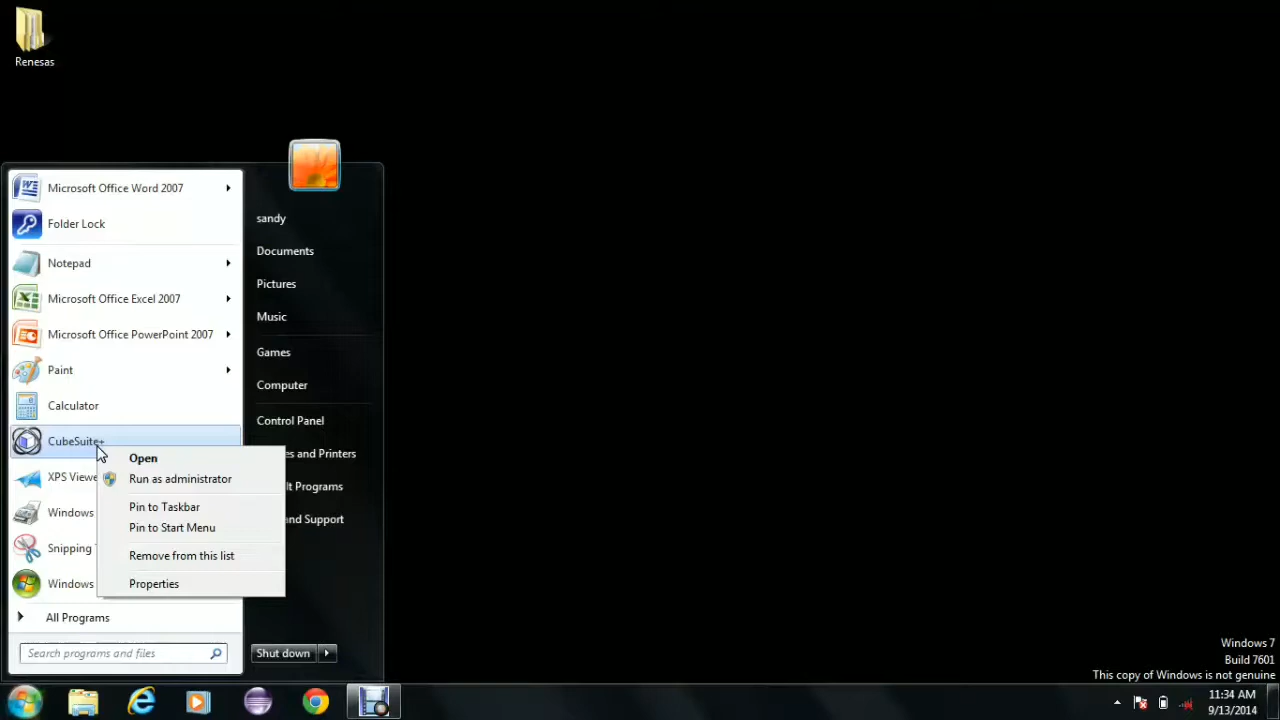 Renesas
Microsoft Office Word 2007
Folder Lock
Notepad
Microsoft Office Excel 2007
Microsoft Office PowerPoint 2007
Paint
Calculator
CubeSuite+
XPS Viewe
Windows
Snipping
Windows
All Programs
Search programs and files
sandy
Documents
Pictures
Music
Games
Computer
Control Panel
es and Printers
lt Programs
and Support
Shut down
Open
Run as administrator
Pin to Taskbar
Pin to Start Menu
Remove from this list
Properties
Windows 7
Build 7601
This copy of Windows is not genuine
11:34 AM
9/13/2014